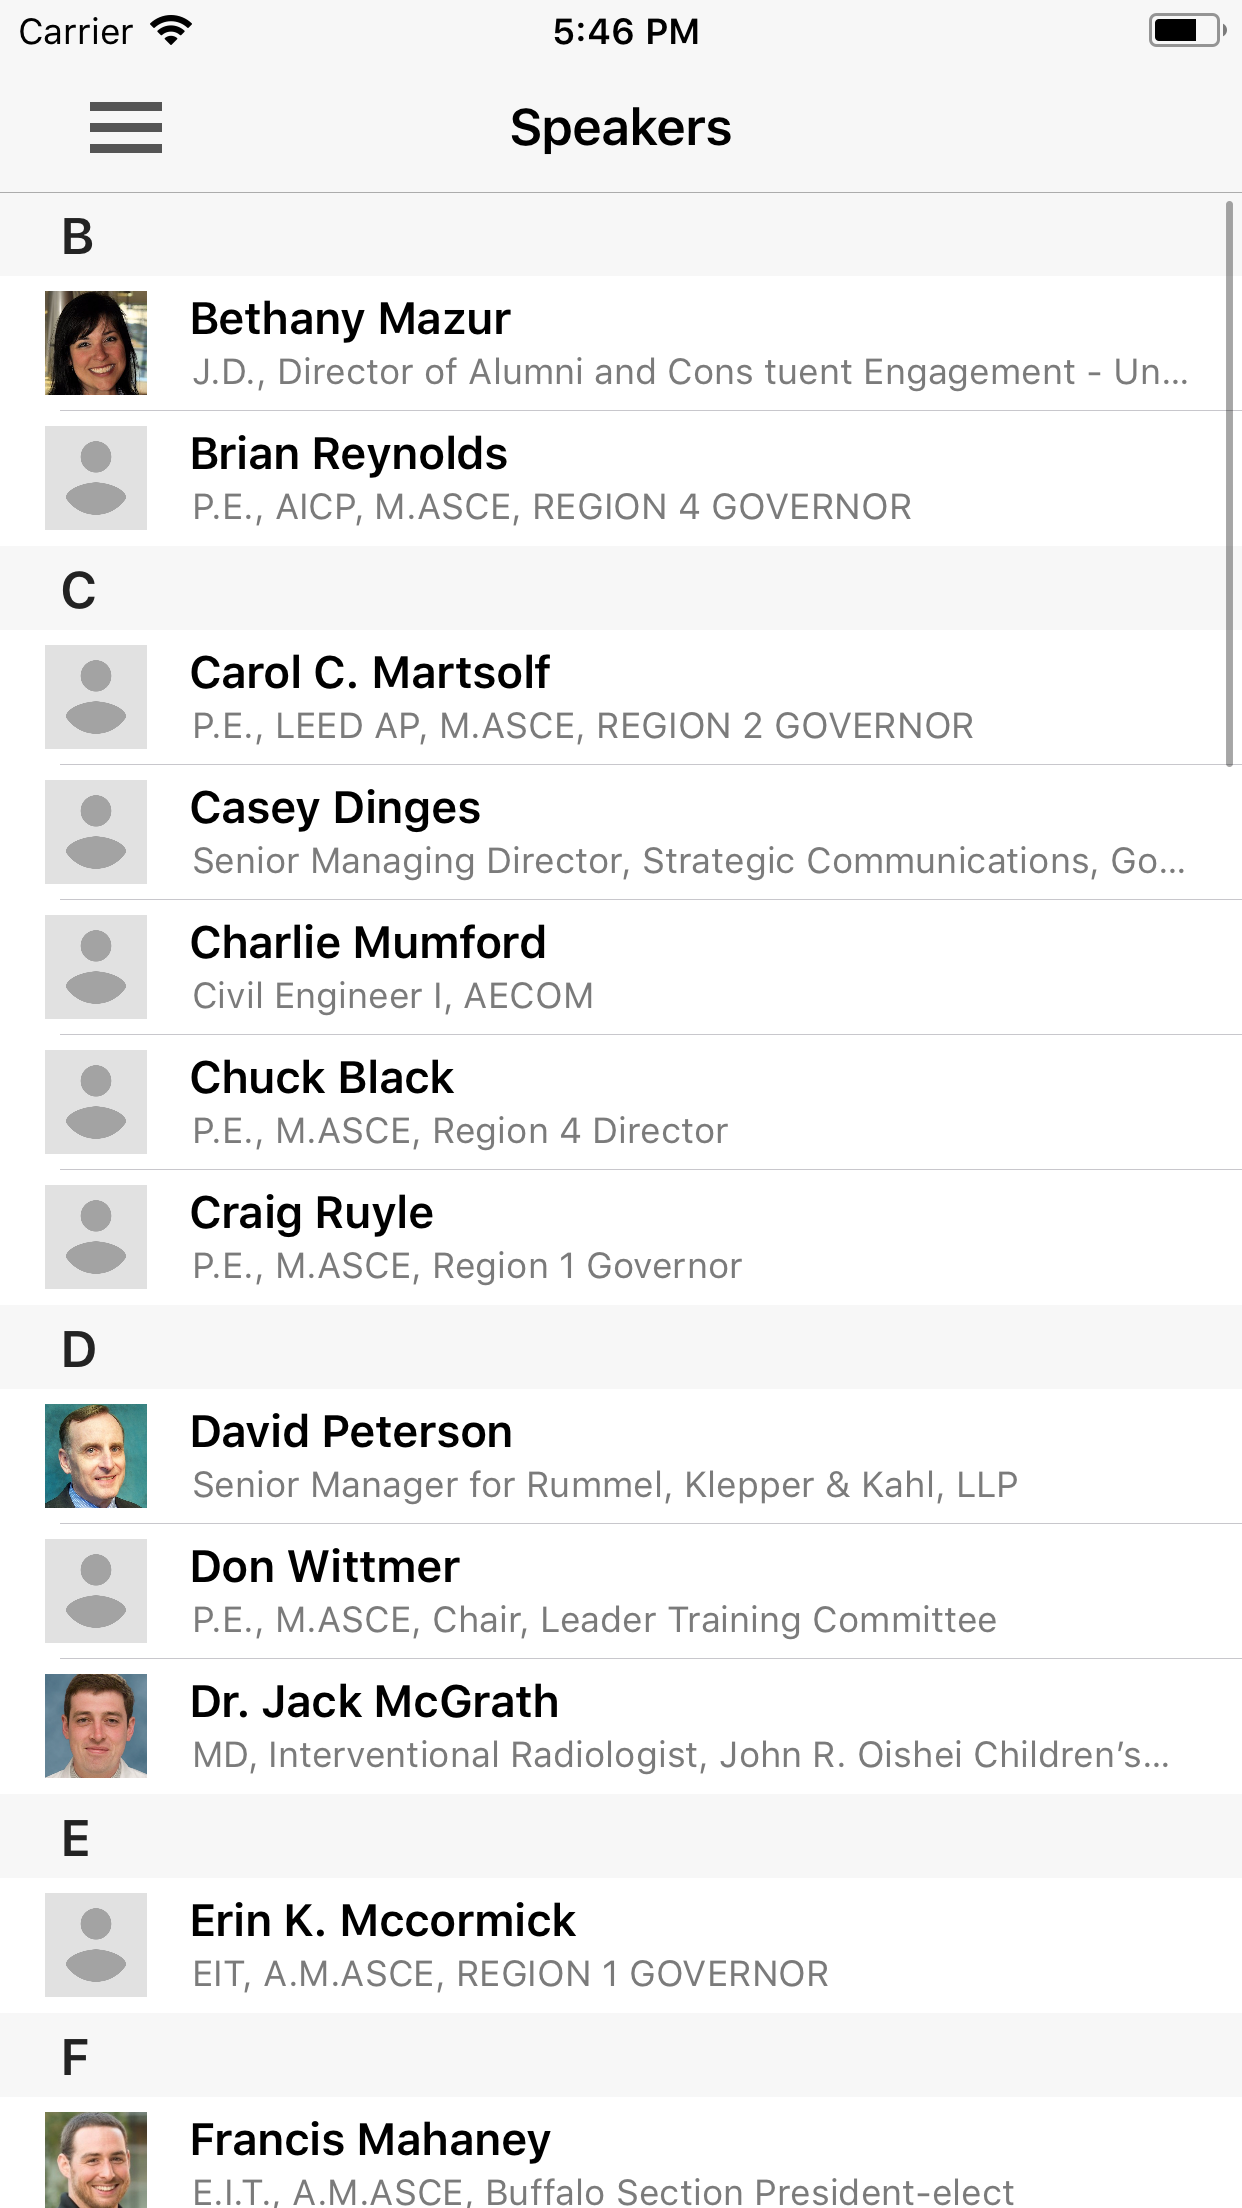 Carrier 5:46 PM
Speakers
B
Bethany Mazur
J.D., Director of Alumni and Cons tuent Engagement - Un...
Brian Reynolds
P.E., AICP, M.ASCE, REGION 4 GOVERNOR
C
Carol C. Martsolf
P.E., LEED AP, M.ASCE, REGION 2 GOVERNOR
Casey Dinges
Senior Managing Director, Strategic Communications, Go...
Charlie Mumford
Civil Engineer I, AECOM
Chuck Black
P.E., M.ASCE, Region 4 Director
Craig Ruyle
P.E., M.ASCE, Region 1 Governor
D
David Peterson
Senior Manager for Rummel, Klepper & Kahl, LLP
Don Wittmer
P.E., M.ASCE, Chair, Leader Training Committee
Dr. Jack McGrath
MD, Interventional Radiologist, John R. Oishei Children’s...
E
Erin K. Mccormick
EIT, A.M.ASCE, REGION 1 GOVERNOR
F
Francis Mahaney
E.I.T., A.M.ASCE, Buffalo Section President-elect